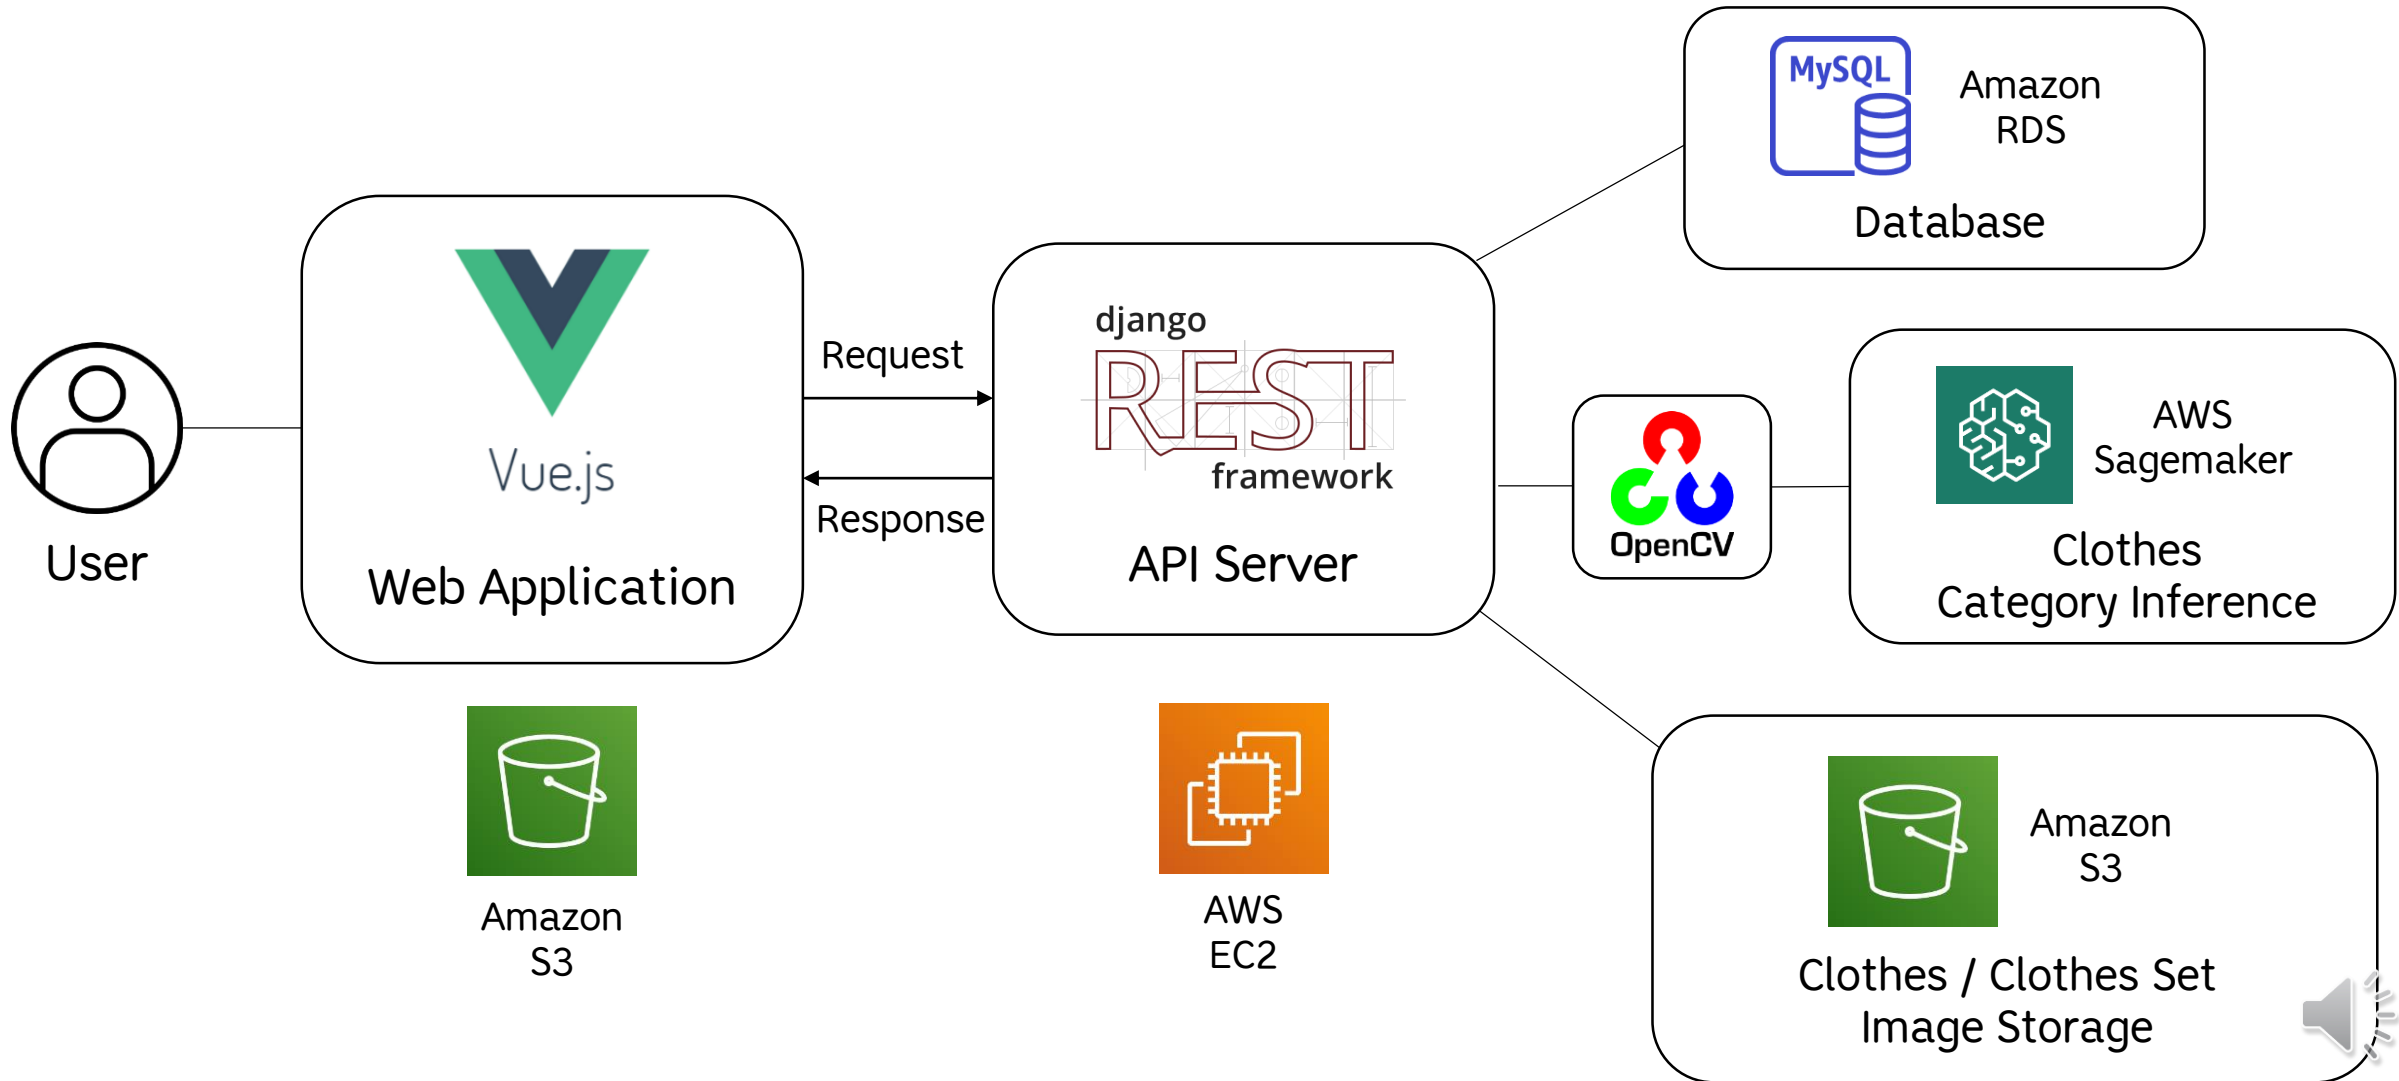 User
Vue.js
Web Application
Amazon
S3
Request
Response
django
REST
framework
API Server
AWS
EC2
MySQL
Amazon
RDS
Database
OpenCV
AWS
Sagemaker
Clothes
Category Inference
Amazon
S3
Clothes / Clothes Set
Image Storage